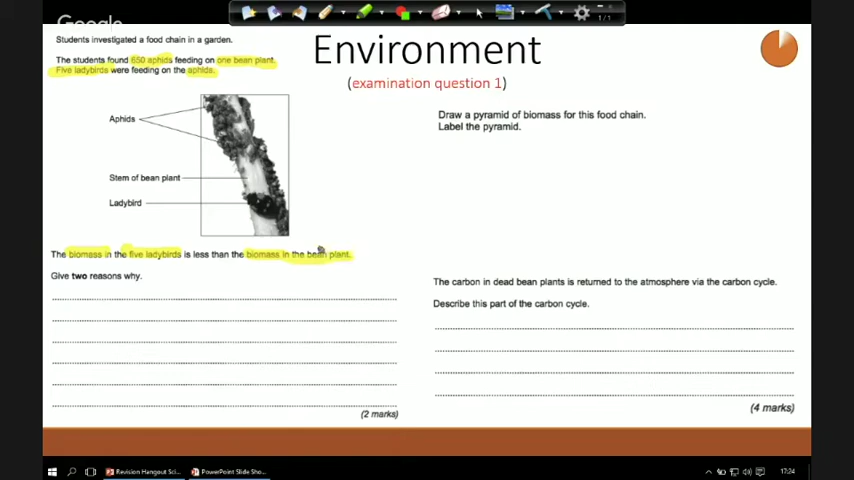 Google
1 / 1
Students investigated a food chain in a garden.
The students found 650 aphids feeding on one bean plant.
Five ladybirds were feeding on the aphids.
Environment
(examination question 1)
Aphids
Stem of bean plant
Ladybird
Draw a pyramid of biomass for this food chain.
Label the pyramid.
The biomass in the five ladybirds is less than the biomass in the bean plant.
Give two reasons why.
(2 marks)
The carbon in dead bean plants is returned to the atmosphere via the carbon cycle.
Describe this part of the carbon cycle.
(4 marks)
Revision Hangout Sci...
PowerPoint Slide Sho...
17:24